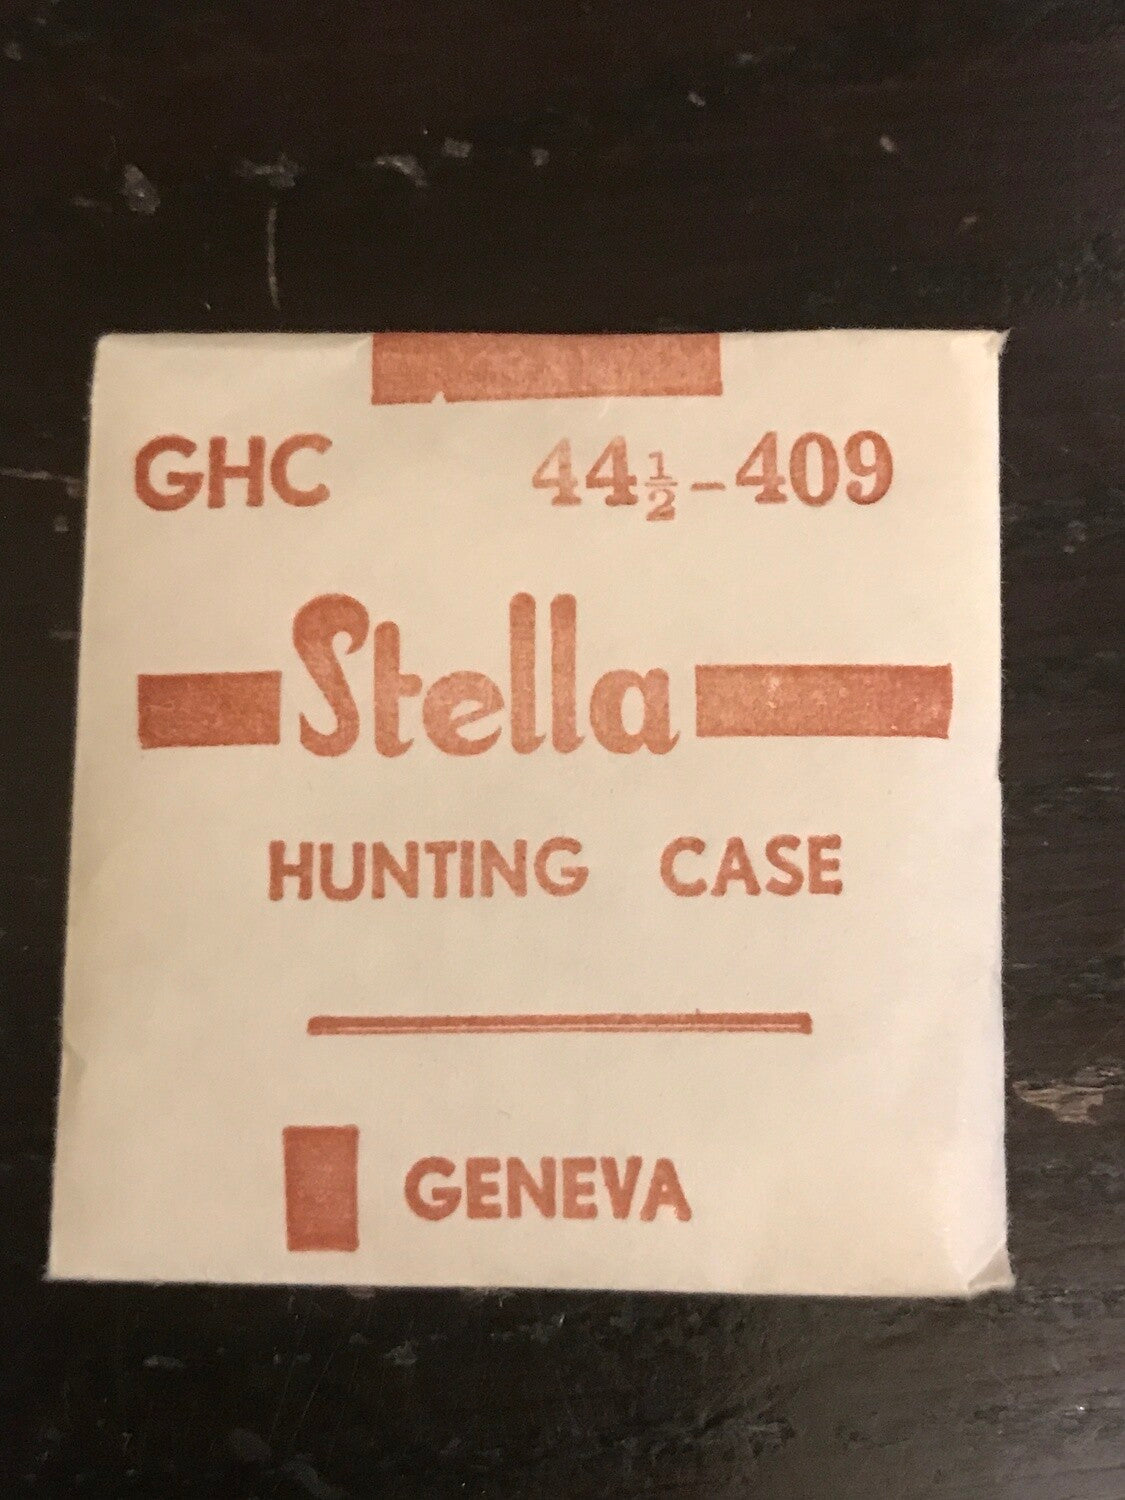 GHC 44½-409
Stella
HUNTING CASE
GENEVA